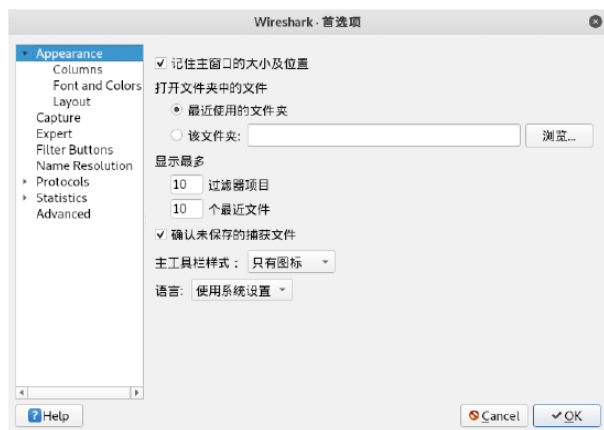 Wireshark · 首选项
Appearance
Columns
Font and Colors
Layout
Capture
Expert
Filter Buttons
Name Resolution
Protocols
Statistics
Advanced
记住主窗口的大小及位置
打开文件夹中的文件
最近使用的文件夹
该文件夹:
浏览...
显示最多
10 过滤器项目
10 个最近文件
确认未保存的捕获文件
主工具栏样式： 只有图标
语言: 使用系统设置
Help
Cancel
OK